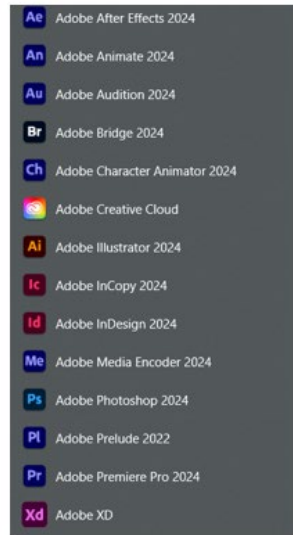 Ae Adobe After Effects 2024
An Adobe Animate 2024
Au Adobe Audition 2024
Br Adobe Bridge 2024
Ch Adobe Character Animator 2024
Adobe Creative Cloud
Ai Adobe Illustrator 2024
Ic Adobe InCopy 2024
Id Adobe InDesign 2024
Me Adobe Media Encoder 2024
Ps Adobe Photoshop 2024
Pl Adobe Prelude 2022
Pr Adobe Premiere Pro 2024
Xd Adobe XD